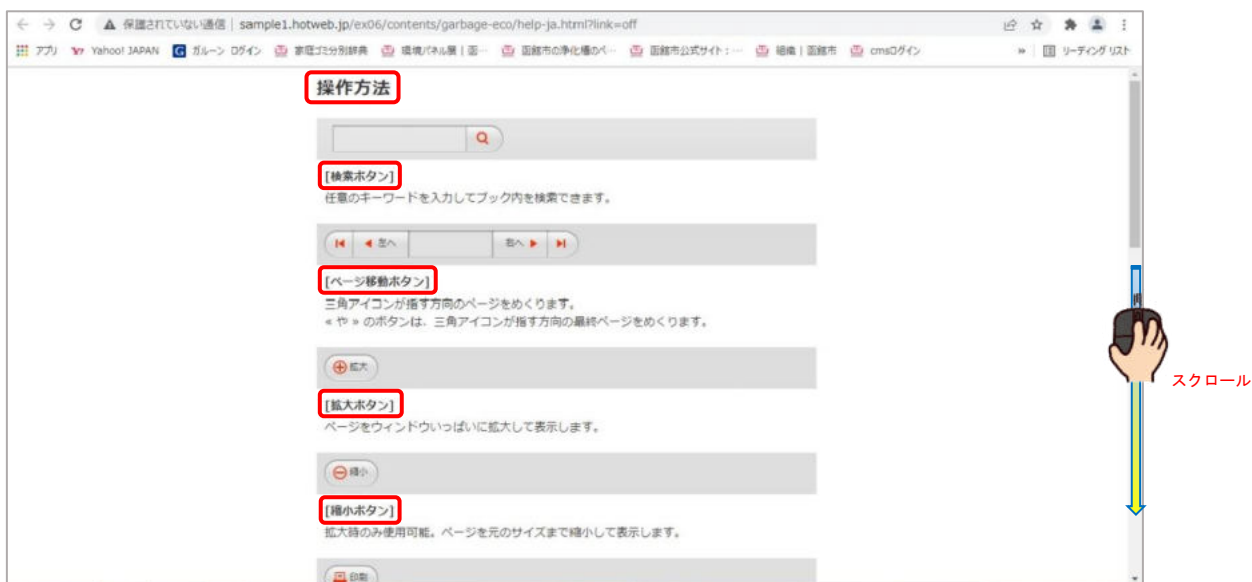 保護されていない通信 | sample1.hotweb.jp/ex06/contents/garbage-eco/help-ja.html?link=off
アプリ Yahoo! JAPAN ガルーン ログイン 家庭ゴミ分別辞典 環境パネル展 | 函… 函館市の浄化槽のペ… 函館市公式サイト：… 組織 | 函館市 cmsログイン » リーディング リスト
操作方法
[検索ボタン]
任意のキーワードを入力してブック内を検索できます。
左へ 右へ
[ページ移動ボタン]
三角アイコンが指す方向のページをめくります。
« や » のボタンは、三角アイコンが指す方向の最終ページをめくります。
拡大
[拡大ボタン]
ページをウィンドウいっぱいに拡大して表示します。
スクロール
縮小
[縮小ボタン]
拡大時のみ使用可能。ページを元のサイズまで縮小して表示します。
印刷